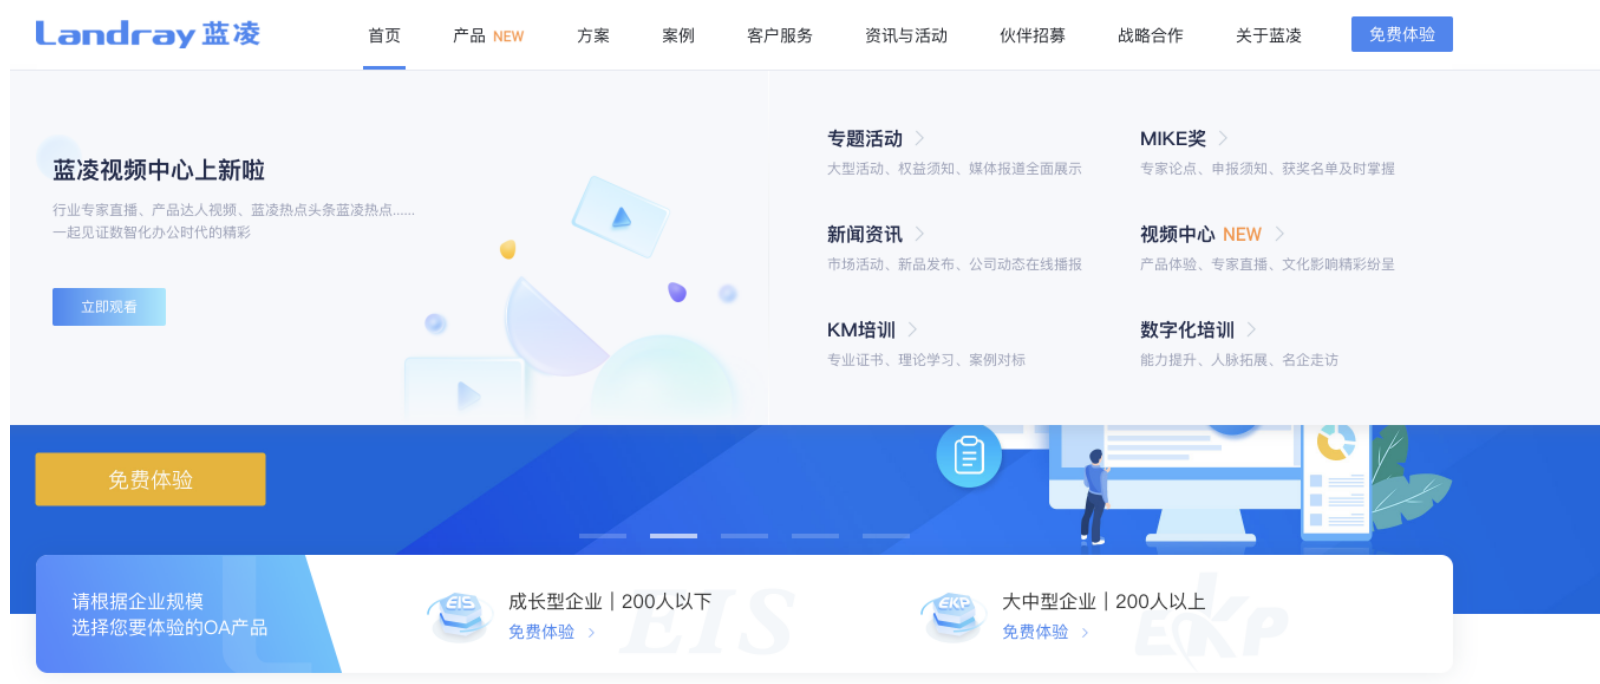 Landray 蓝凌
首页
产品 NEW
方案
案例
客户服务
资讯与活动
伙伴招募
战略合作
关于蓝凌
免费体验
蓝凌视频中心上新啦
行业专家直播、产品达人视频、蓝凌热点头条蓝凌热点......
一起见证数智化办公时代的精彩
立即观看
专题活动
大型活动、权益须知、媒体报道全面展示
MIKE奖
专家论点、申报须知、获奖名单及时掌握
新闻资讯
市场活动、新品发布、公司动态在线播报
视频中心 NEW
产品体验、专家直播、文化影响精彩纷呈
KM培训
专业证书、理论学习、案例对标
数字化培训
能力提升、人脉拓展、名企走访
免费体验
请根据企业规模
选择您要体验的OA产品
EIS
成长型企业 | 200人以下
免费体验
EIS
EKP
大中型企业 | 200人以上
免费体验
EKP